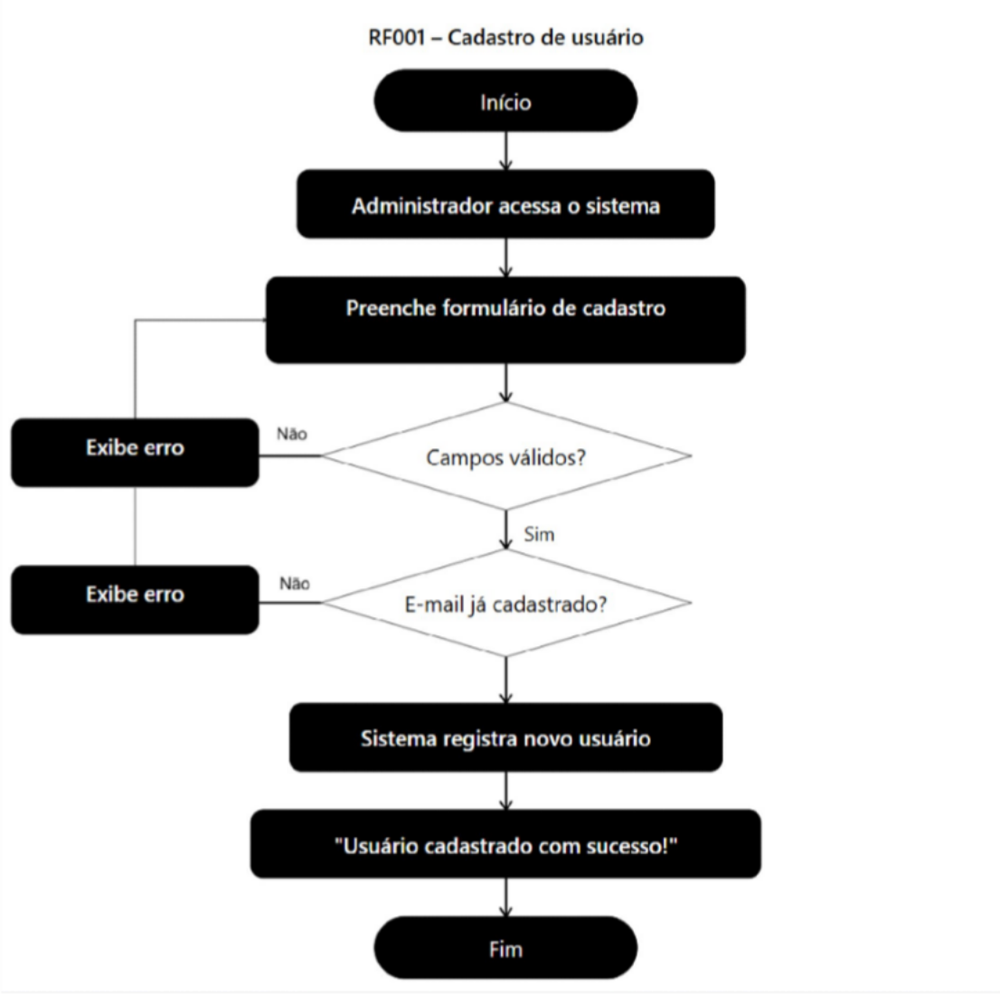 RF001 – Cadastro de usuário
Início
Administrador acessa o sistema
Preenche formulário de cadastro
Não
Exibe erro
Campos válidos?
Sim
Não
Exibe erro
E-mail já cadastrado?
Sistema registra novo usuário
"Usuário cadastrado com sucesso!"
Fim